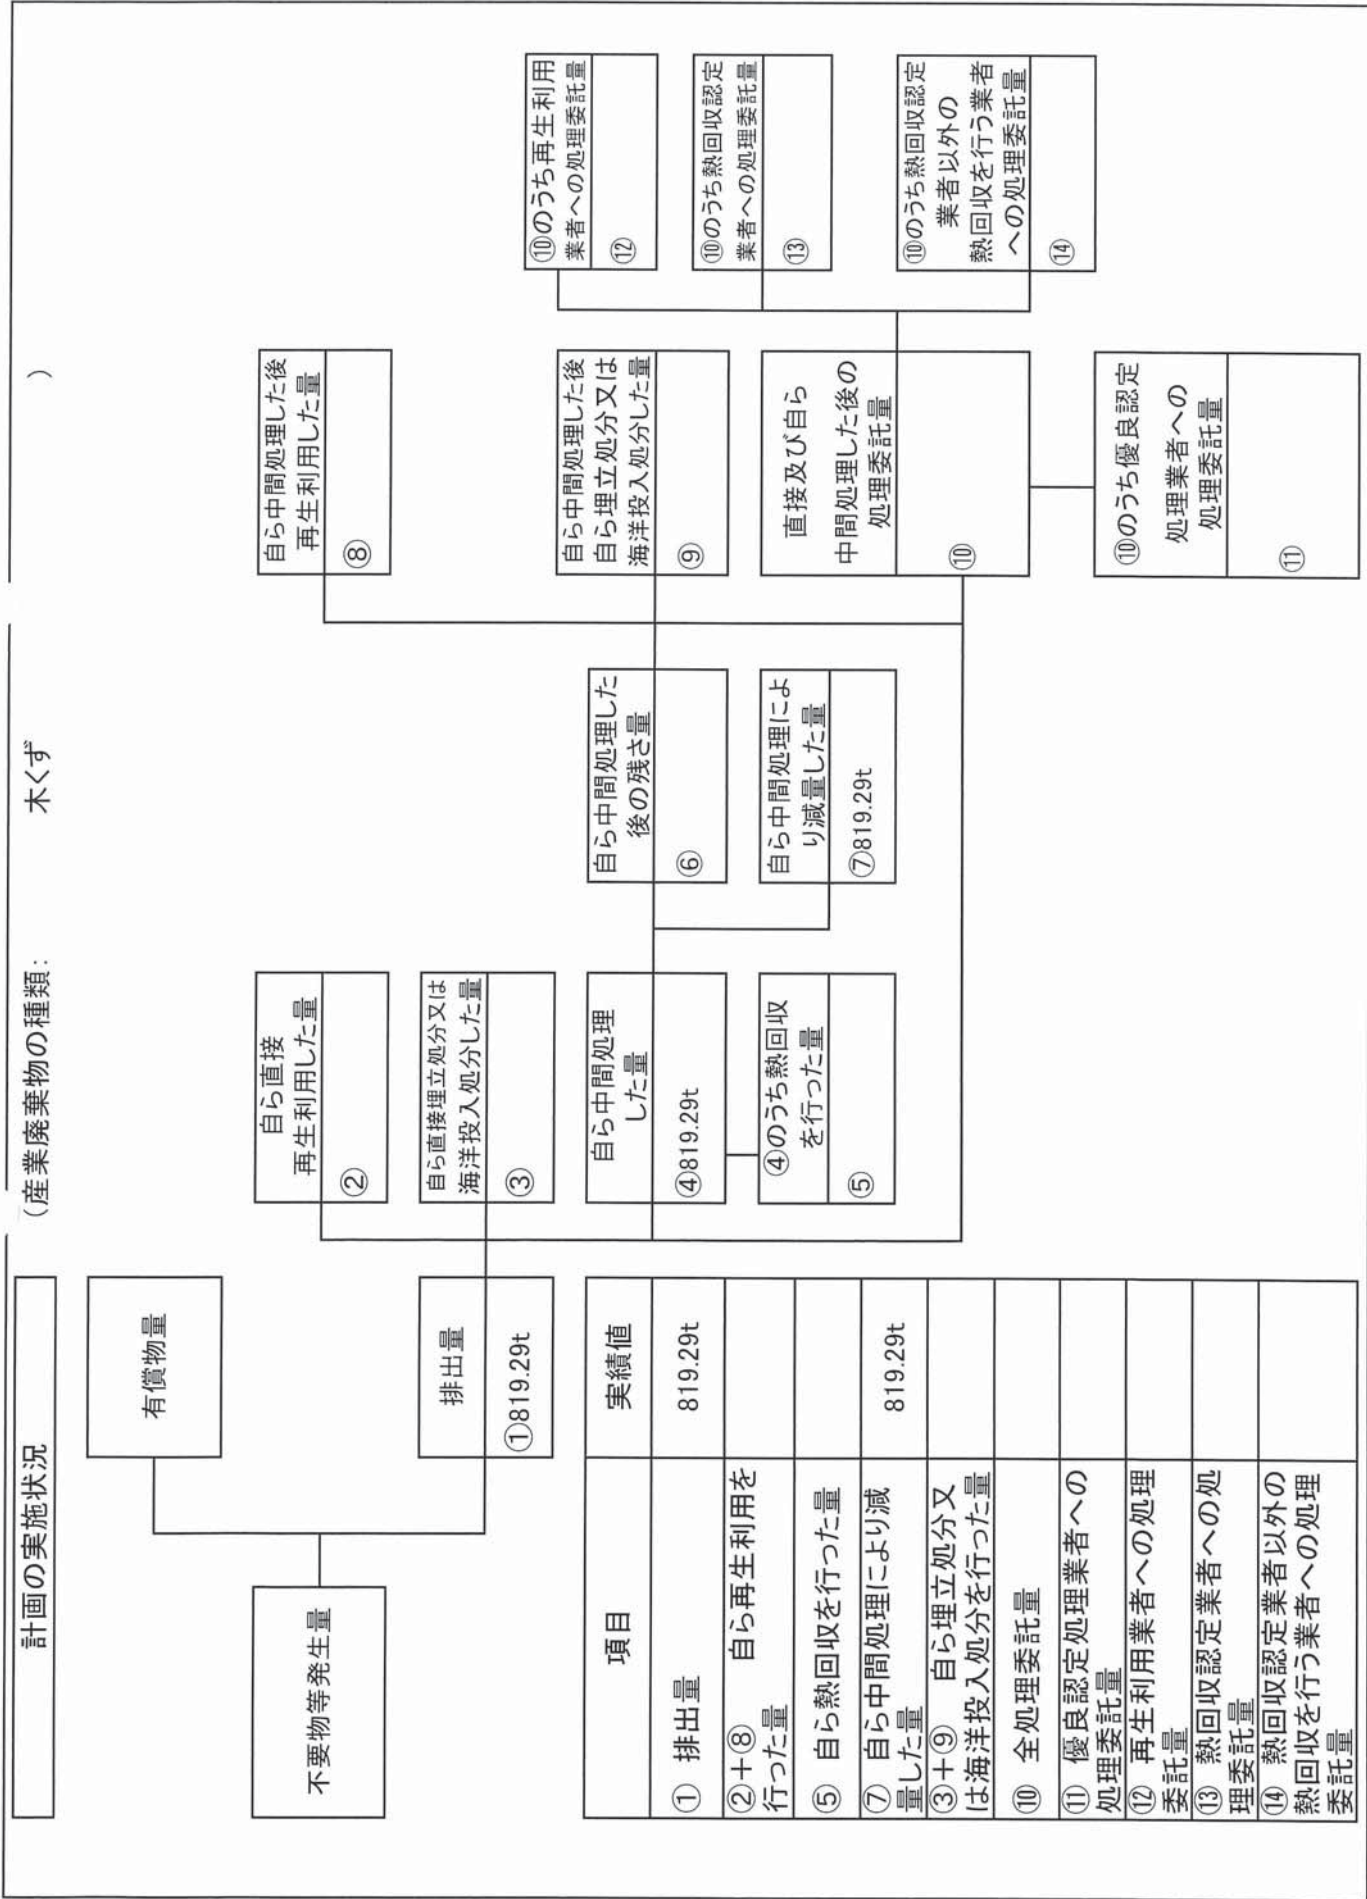 計画の実施状況
(産業廃棄物の種類: 木くず )
不要物等発生量
有償物量
排出量
①819.29t
自ら直接
再生利用した量
②
自ら直接埋立処分又は
海洋投入処分した量
③
自ら中間処理
した量
④819.29t
④のうち熱回収
を行った量
⑤
自ら中間処理した
後の残さ量
⑥
自ら中間処理によ
り減量した量
⑦819.29t
自ら中間処理した後
再生利用した量
⑧
自ら中間処理した後
自ら埋立処分又は
海洋投入処分した量
⑨
直接及び自ら
中間処理した後の
処理委託量
⑩
⑩のうち優良認定
処理業者への
処理委託量
⑪
⑩のうち再生利用
業者への処理委託量
⑫
⑩のうち熱回収認定
業者への処理委託量
⑬
⑩のうち熱回収認定
業者以外の
熱回収を行う業者
への処理委託量
⑭
項目 実績値
① 排出量 819.29t
②+⑧ 自ら再生利用を
行った量
⑤ 自ら熱回収を行った量
⑦ 自ら中間処理により減
量した量 819.29t
③+⑨ 自ら埋立処分又
は海洋投入処分を行った量
⑩ 全処理委託量
⑪ 優良認定処理業者への
処理委託量
⑫ 再生利用業者への処理
委託量
⑬ 熱回収認定業者への処
理委託量
⑭ 熱回収認定業者以外の
熱回収を行う業者への処理
委託量